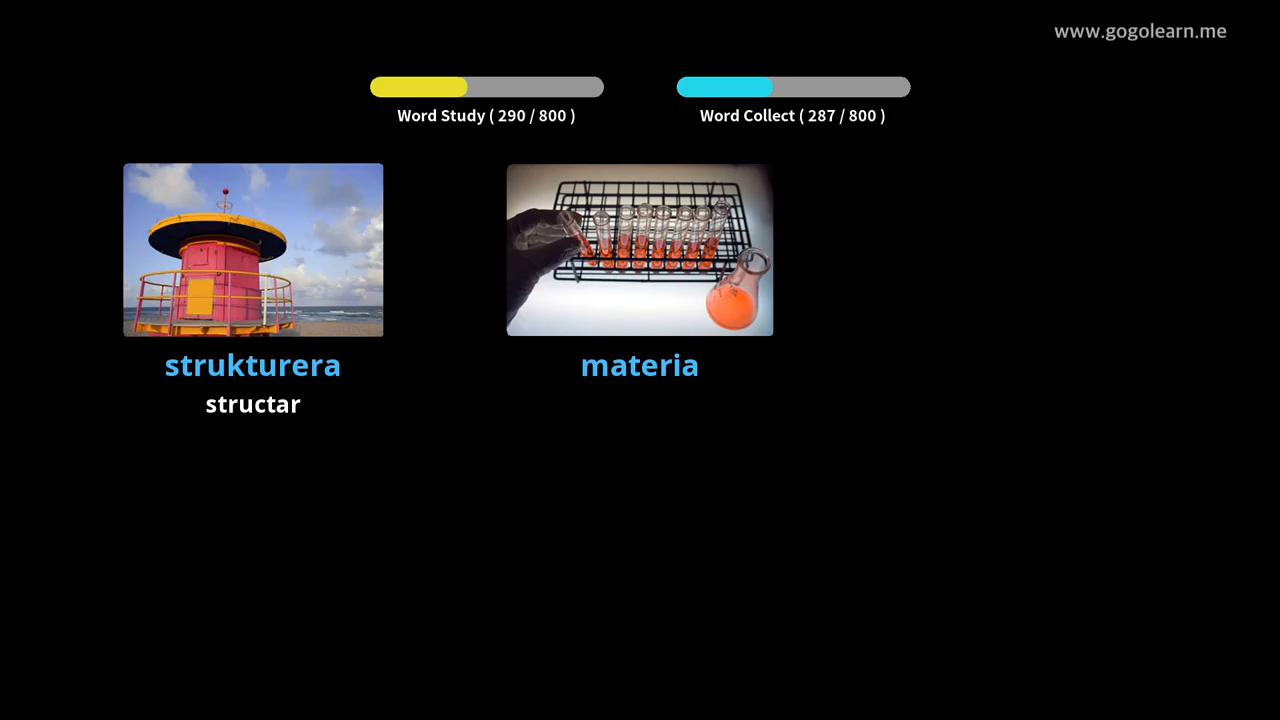 www.gogolearn.me
Word Study ( 290 / 800 )
Word Collect ( 287 / 800 )
strukturera
materia
structar